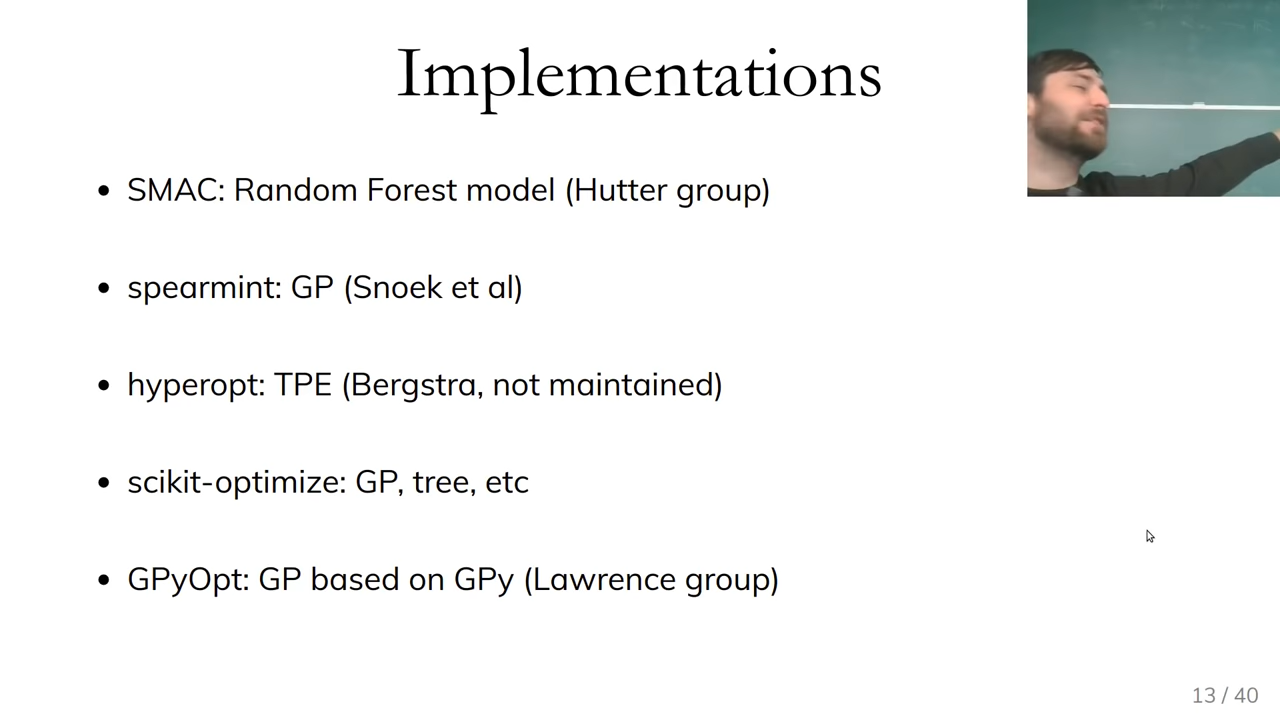 Implementations
• SMAC: Random Forest model (Hutter group)
• spearmint: GP (Snoek et al)
• hyperopt: TPE (Bergstra, not maintained)
• scikit-optimize: GP, tree, etc
• GPyOpt: GP based on GPy (Lawrence group)
13 / 40